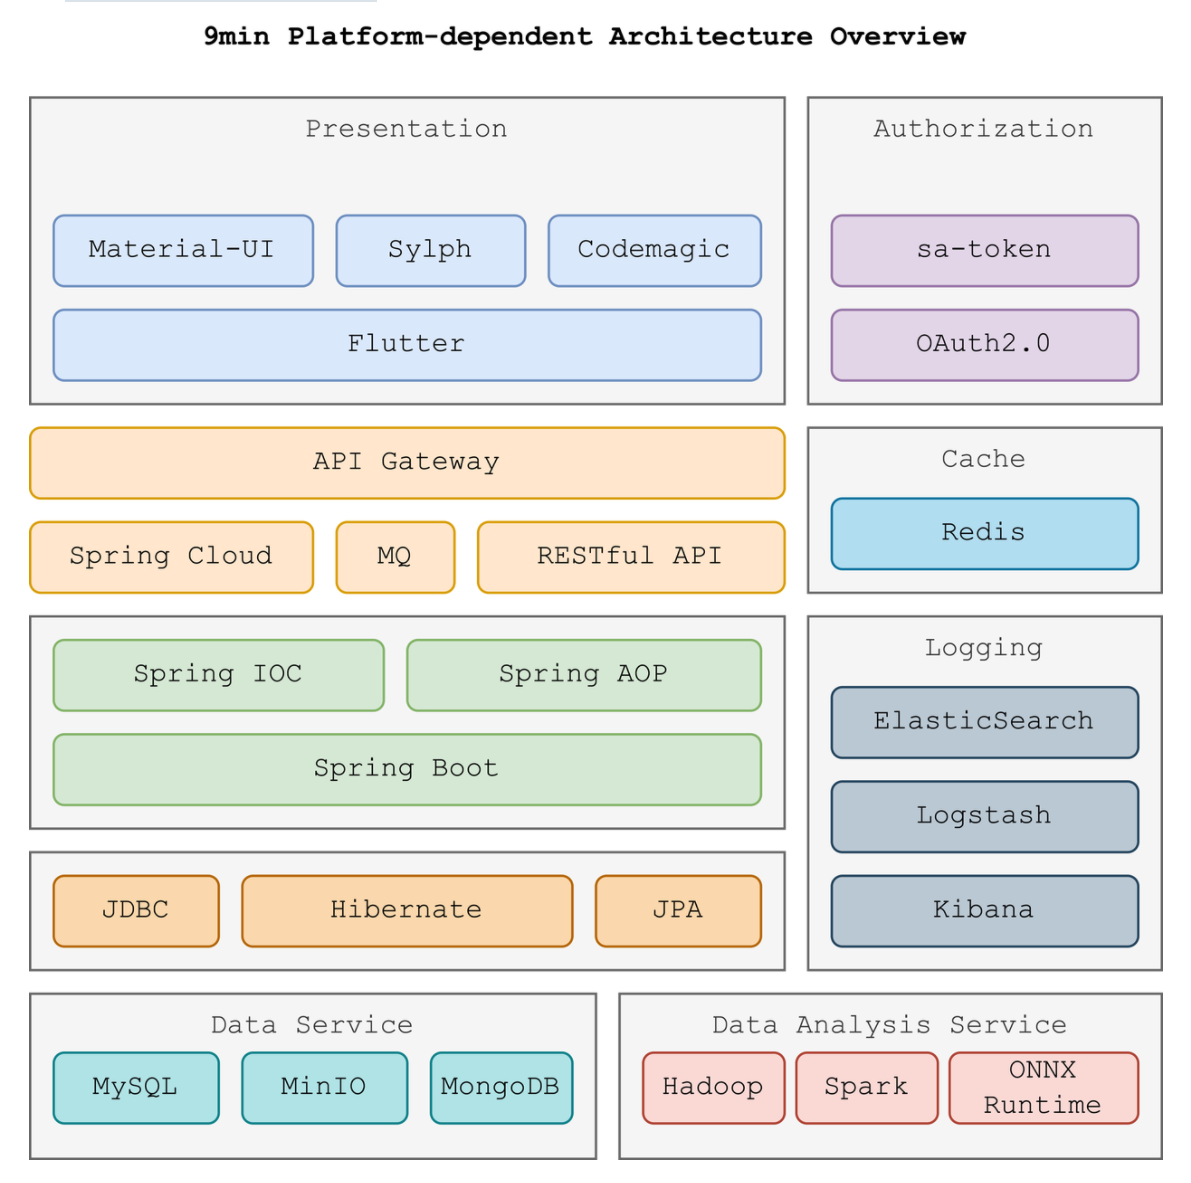 9min Platform-dependent Architecture Overview
Presentation
Material-UI
Sylph
Codemagic
Flutter
Authorization
sa-token
OAuth2.0
API Gateway
Spring Cloud
MQ
RESTful API
Cache
Redis
Spring IOC
Spring AOP
Spring Boot
Logging
ElasticSearch
Logstash
Kibana
JDBC
Hibernate
JPA
Data Service
MySQL
MinIO
MongoDB
Data Analysis Service
Hadoop
Spark
ONNX
Runtime